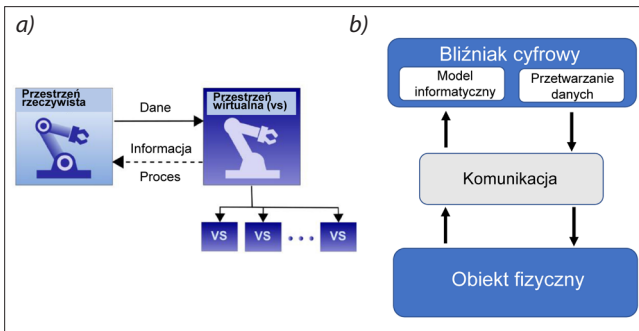 a)
Przestrzeń
rzeczywista
Dane
Informacja
Proces
Przestrzeń
wirtualna (vs)
VS
VS
VS
b)
Bliźniak cyfrowy
Model
informatyczny
Przetwarzanie
danych
Komunikacja
Obiekt fizyczny